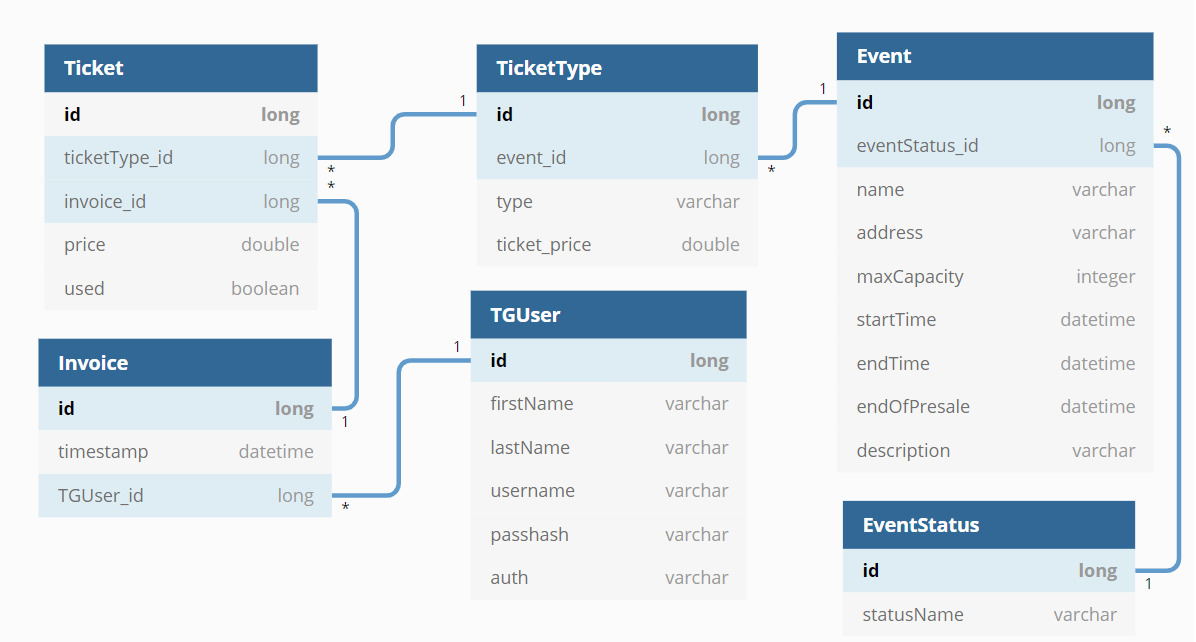 Ticket
id long
ticketType_id long
invoice_id long
price double
used boolean
1
*
*
TicketType
id long
event_id long
type varchar
ticket_price double
1
*
Event
id long
eventStatus_id long
name varchar
address varchar
maxCapacity integer
startTime datetime
endTime datetime
endOfPresale datetime
description varchar
*
Invoice
id long
timestamp datetime
TGUser_id long
1
*
TGUser
id long
firstName varchar
lastName varchar
username varchar
passhash varchar
auth varchar
1
EventStatus
id long
statusName varchar
1